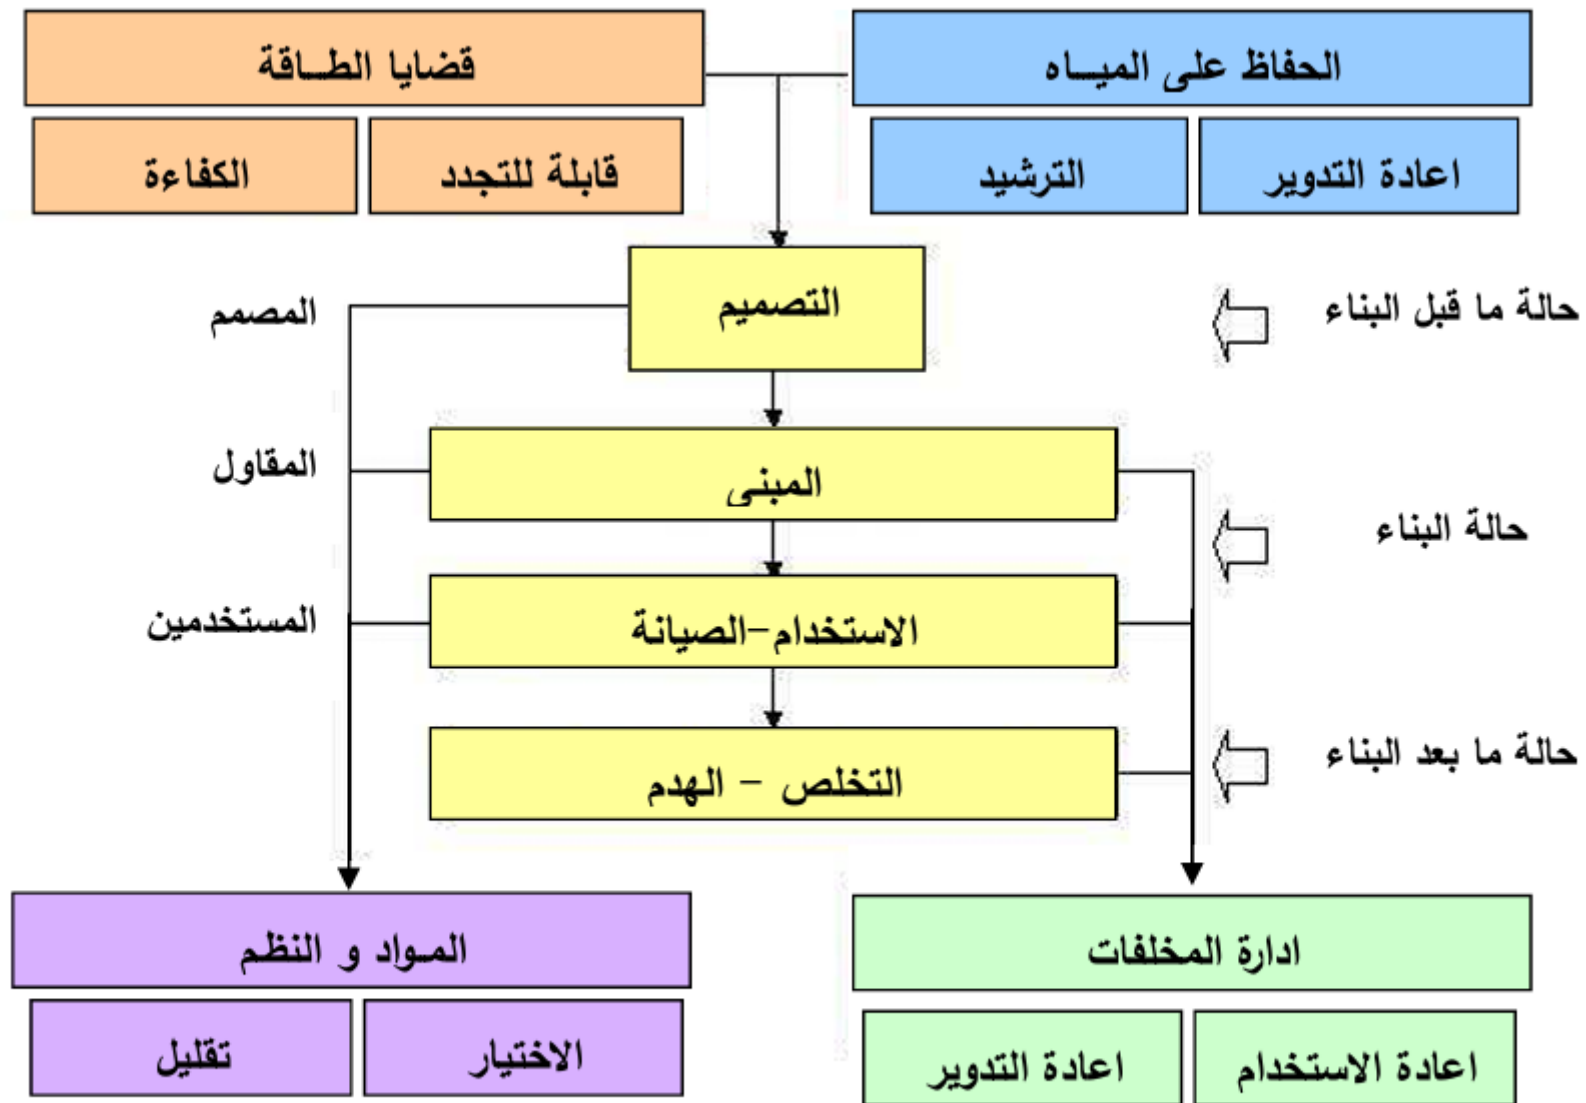 الحفاظ على الميـــاه
قضايا الطـــاقة
اعادة التدوير
الترشيد
قابلة للتجدد
الكفاءة
حالة ما قبل البناء
التصميم
المصمم
المبنى
المقاول
حالة البناء
الاستخدام-الصيانة
المستخدمين
حالة ما بعد البناء
التخلص - الهدم
ادارة المخلفات
المـواد و النظم
اعادة الاستخدام
اعادة التدوير
الاختيار
تقليل